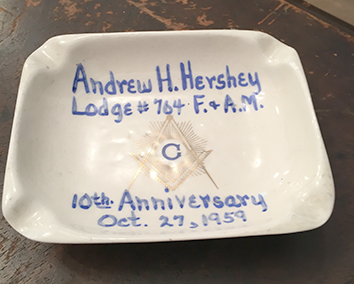 Andrew H. Hershey
Lodge # 764 F. & A.M.
G
10th Anniversary
Oct. 27, 1959